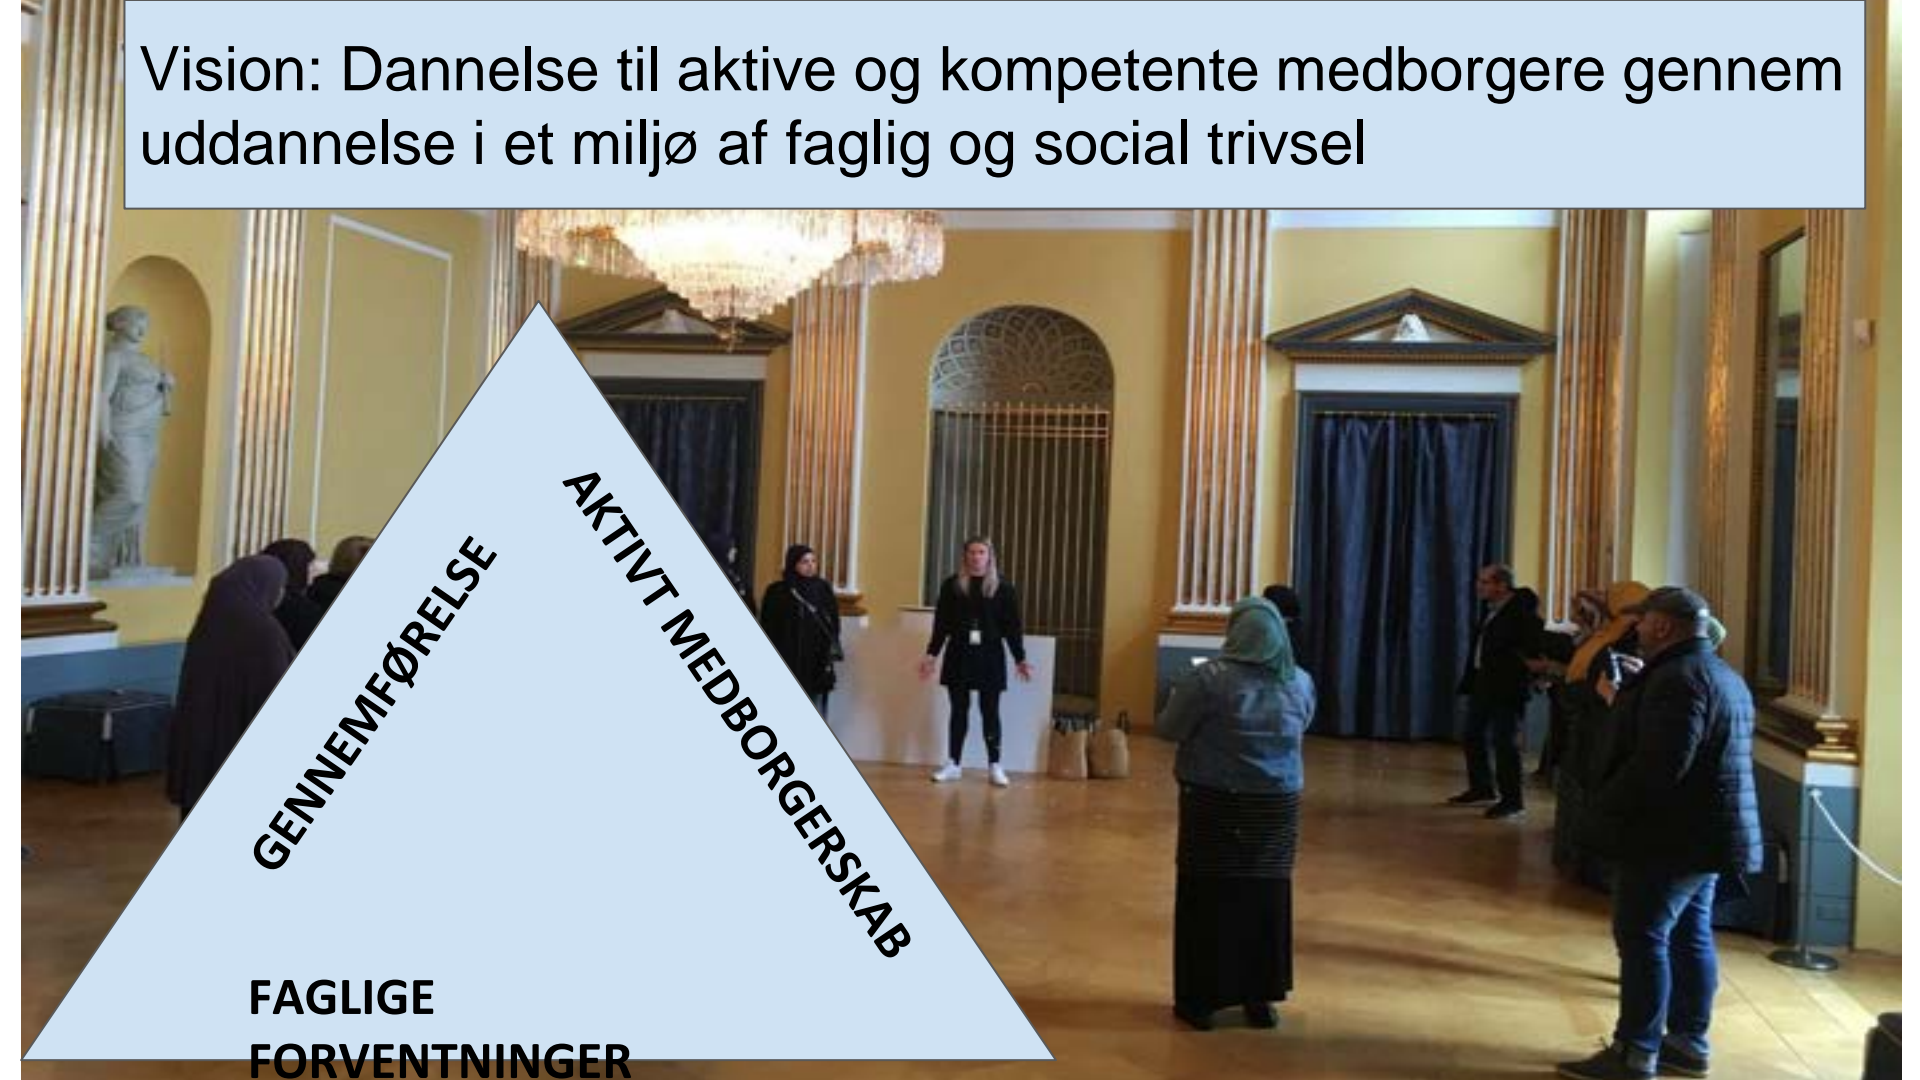 Vision: Dannelse til aktive og kompetente medborgere gennem
uddannelse i et miljø af faglig og social trivsel
GENNEMFØRELSE
AKTIVT MEDBORGERSKAB
FAGLIGE
FORVENTNINGER